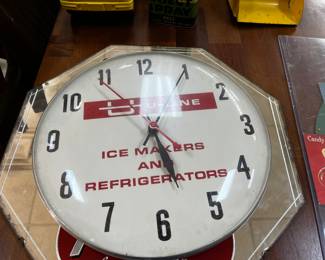 12
11 1
10 2
U-LINE
9 3
ICE MAKERS
AND
REFRIGERATORS
8 4
7 5
6
Candy